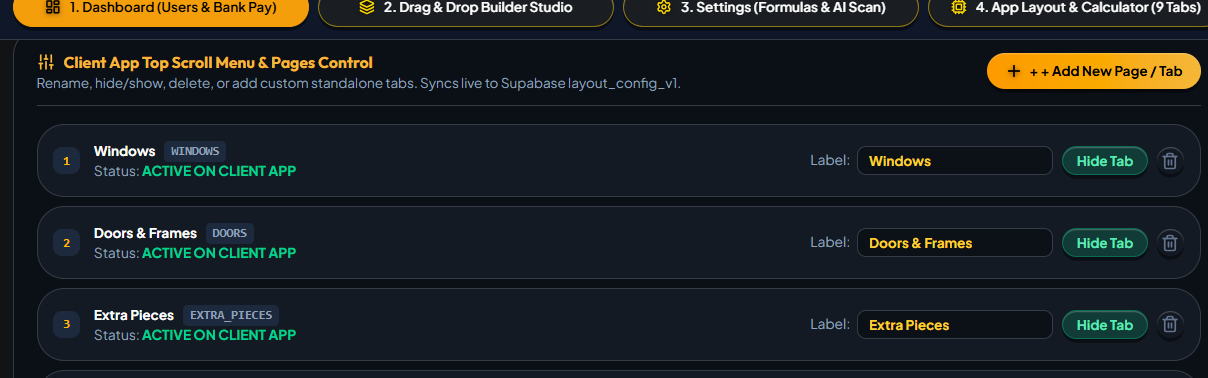 1. Dashboard (Users & Bank Pay)
2. Drag & Drop Builder Studio
3. Settings (Formulas & AI Scan)
4. App Layout & Calculator (9 Tabs)
Client App Top Scroll Menu & Pages Control
Rename, hide/show, delete, or add custom standalone tabs. Syncs live to Supabase layout_config_v1.
+ + Add New Page / Tab
1
Windows WINDOWS
Status: ACTIVE ON CLIENT APP
Label: Windows Hide Tab
2
Doors & Frames DOORS
Status: ACTIVE ON CLIENT APP
Label: Doors & Frames Hide Tab
3
Extra Pieces EXTRA_PIECES
Status: ACTIVE ON CLIENT APP
Label: Extra Pieces Hide Tab